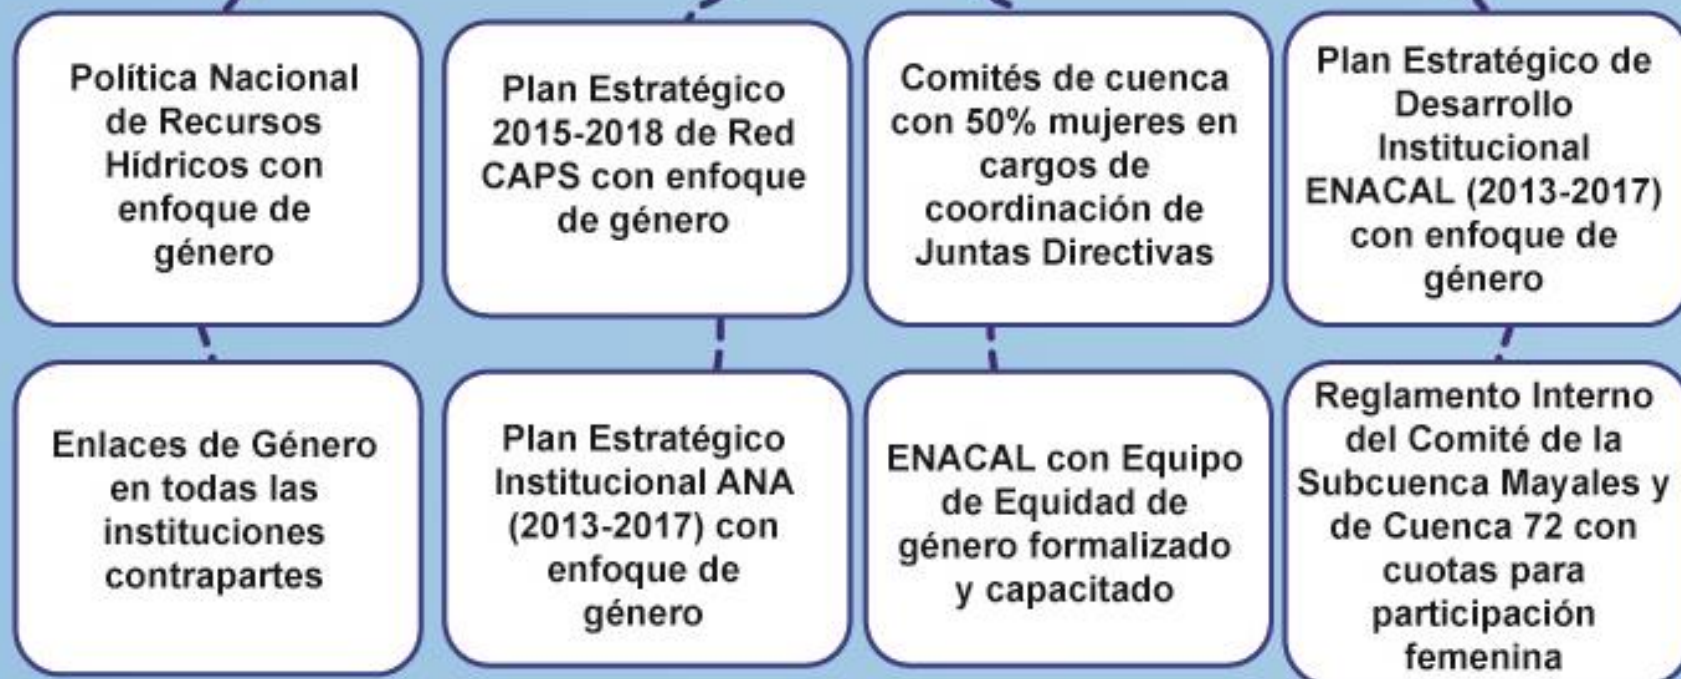 Política Nacional
de Recursos
Hídricos con
enfoque de
género
Plan Estratégico
2015-2018 de Red
CAPS con enfoque
de género
Comités de cuenca
con 50% mujeres en
cargos de
coordinación de
Juntas Directivas
Plan Estratégico de
Desarrollo
Institucional
ENACAL (2013-2017)
con enfoque de
género
Enlaces de Género
en todas las
instituciones
contrapartes
Plan Estratégico
Institucional ANA
(2013-2017) con
enfoque de
género
ENACAL con Equipo
de Equidad de
género formalizado
y capacitado
Reglamento Interno
del Comité de la
Subcuenca Mayales y
de Cuenca 72 con
cuotas para
participación
femenina